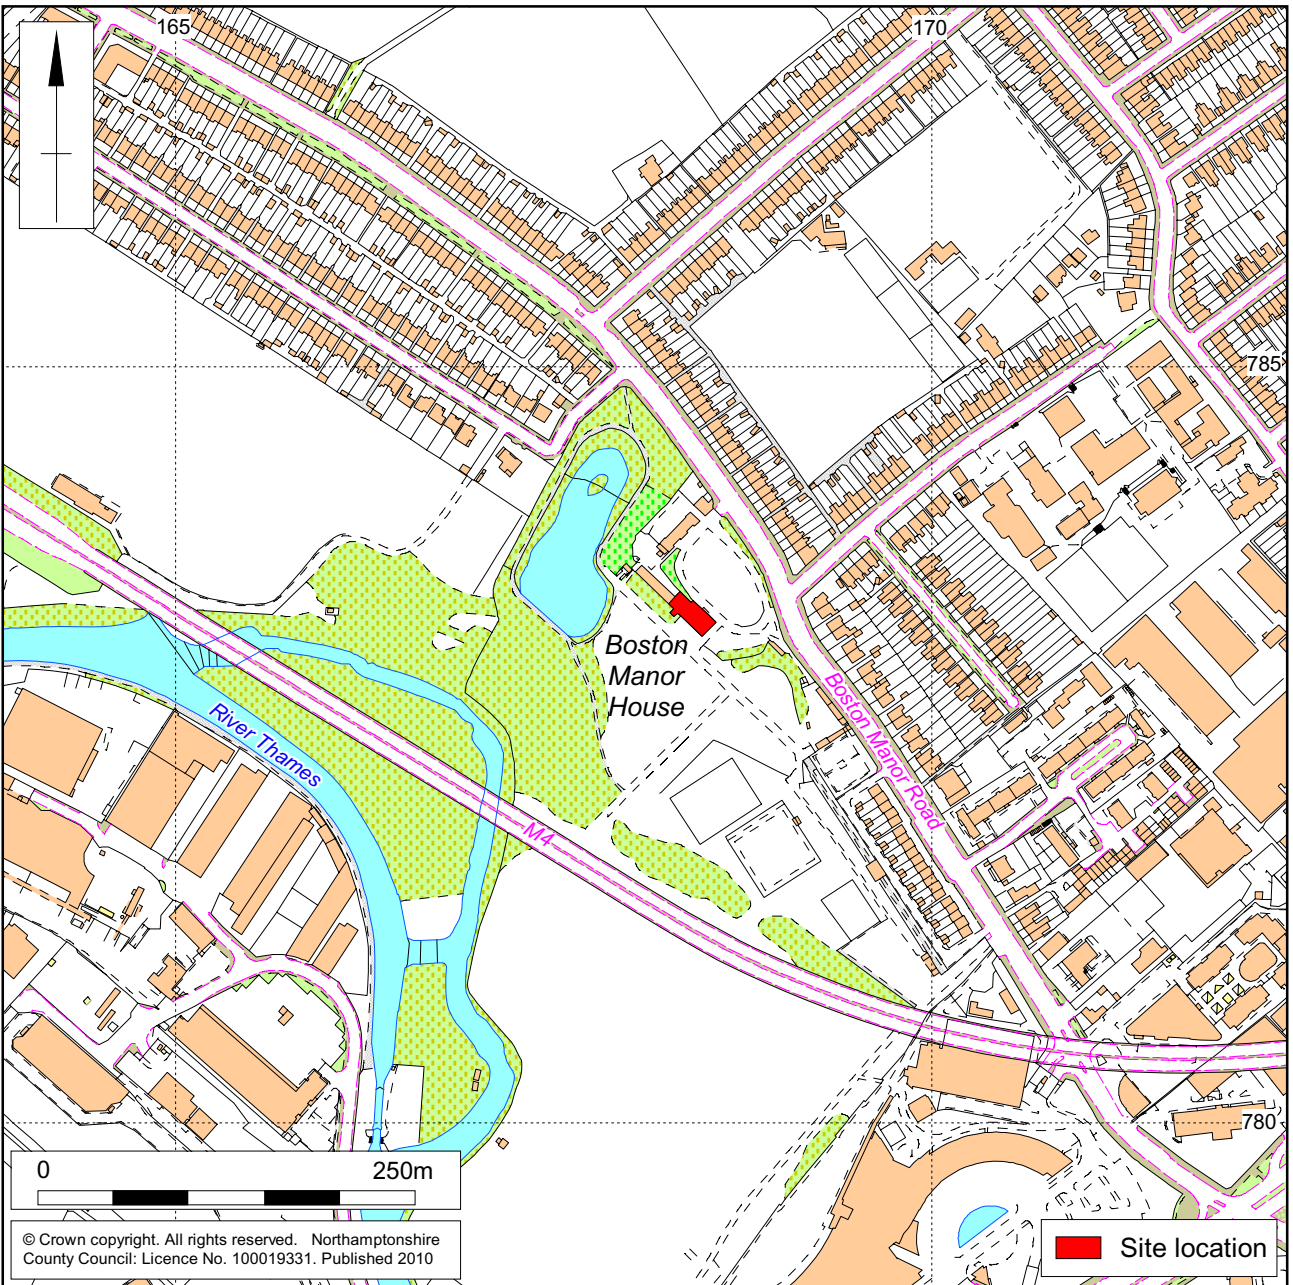 165
170
785
Boston
Manor
House
Boston Manor Road
River Thames
M4
780
0 250m
© Crown copyright. All rights reserved. Northamptonshire
County Council: Licence No. 100019331. Published 2010
Site location